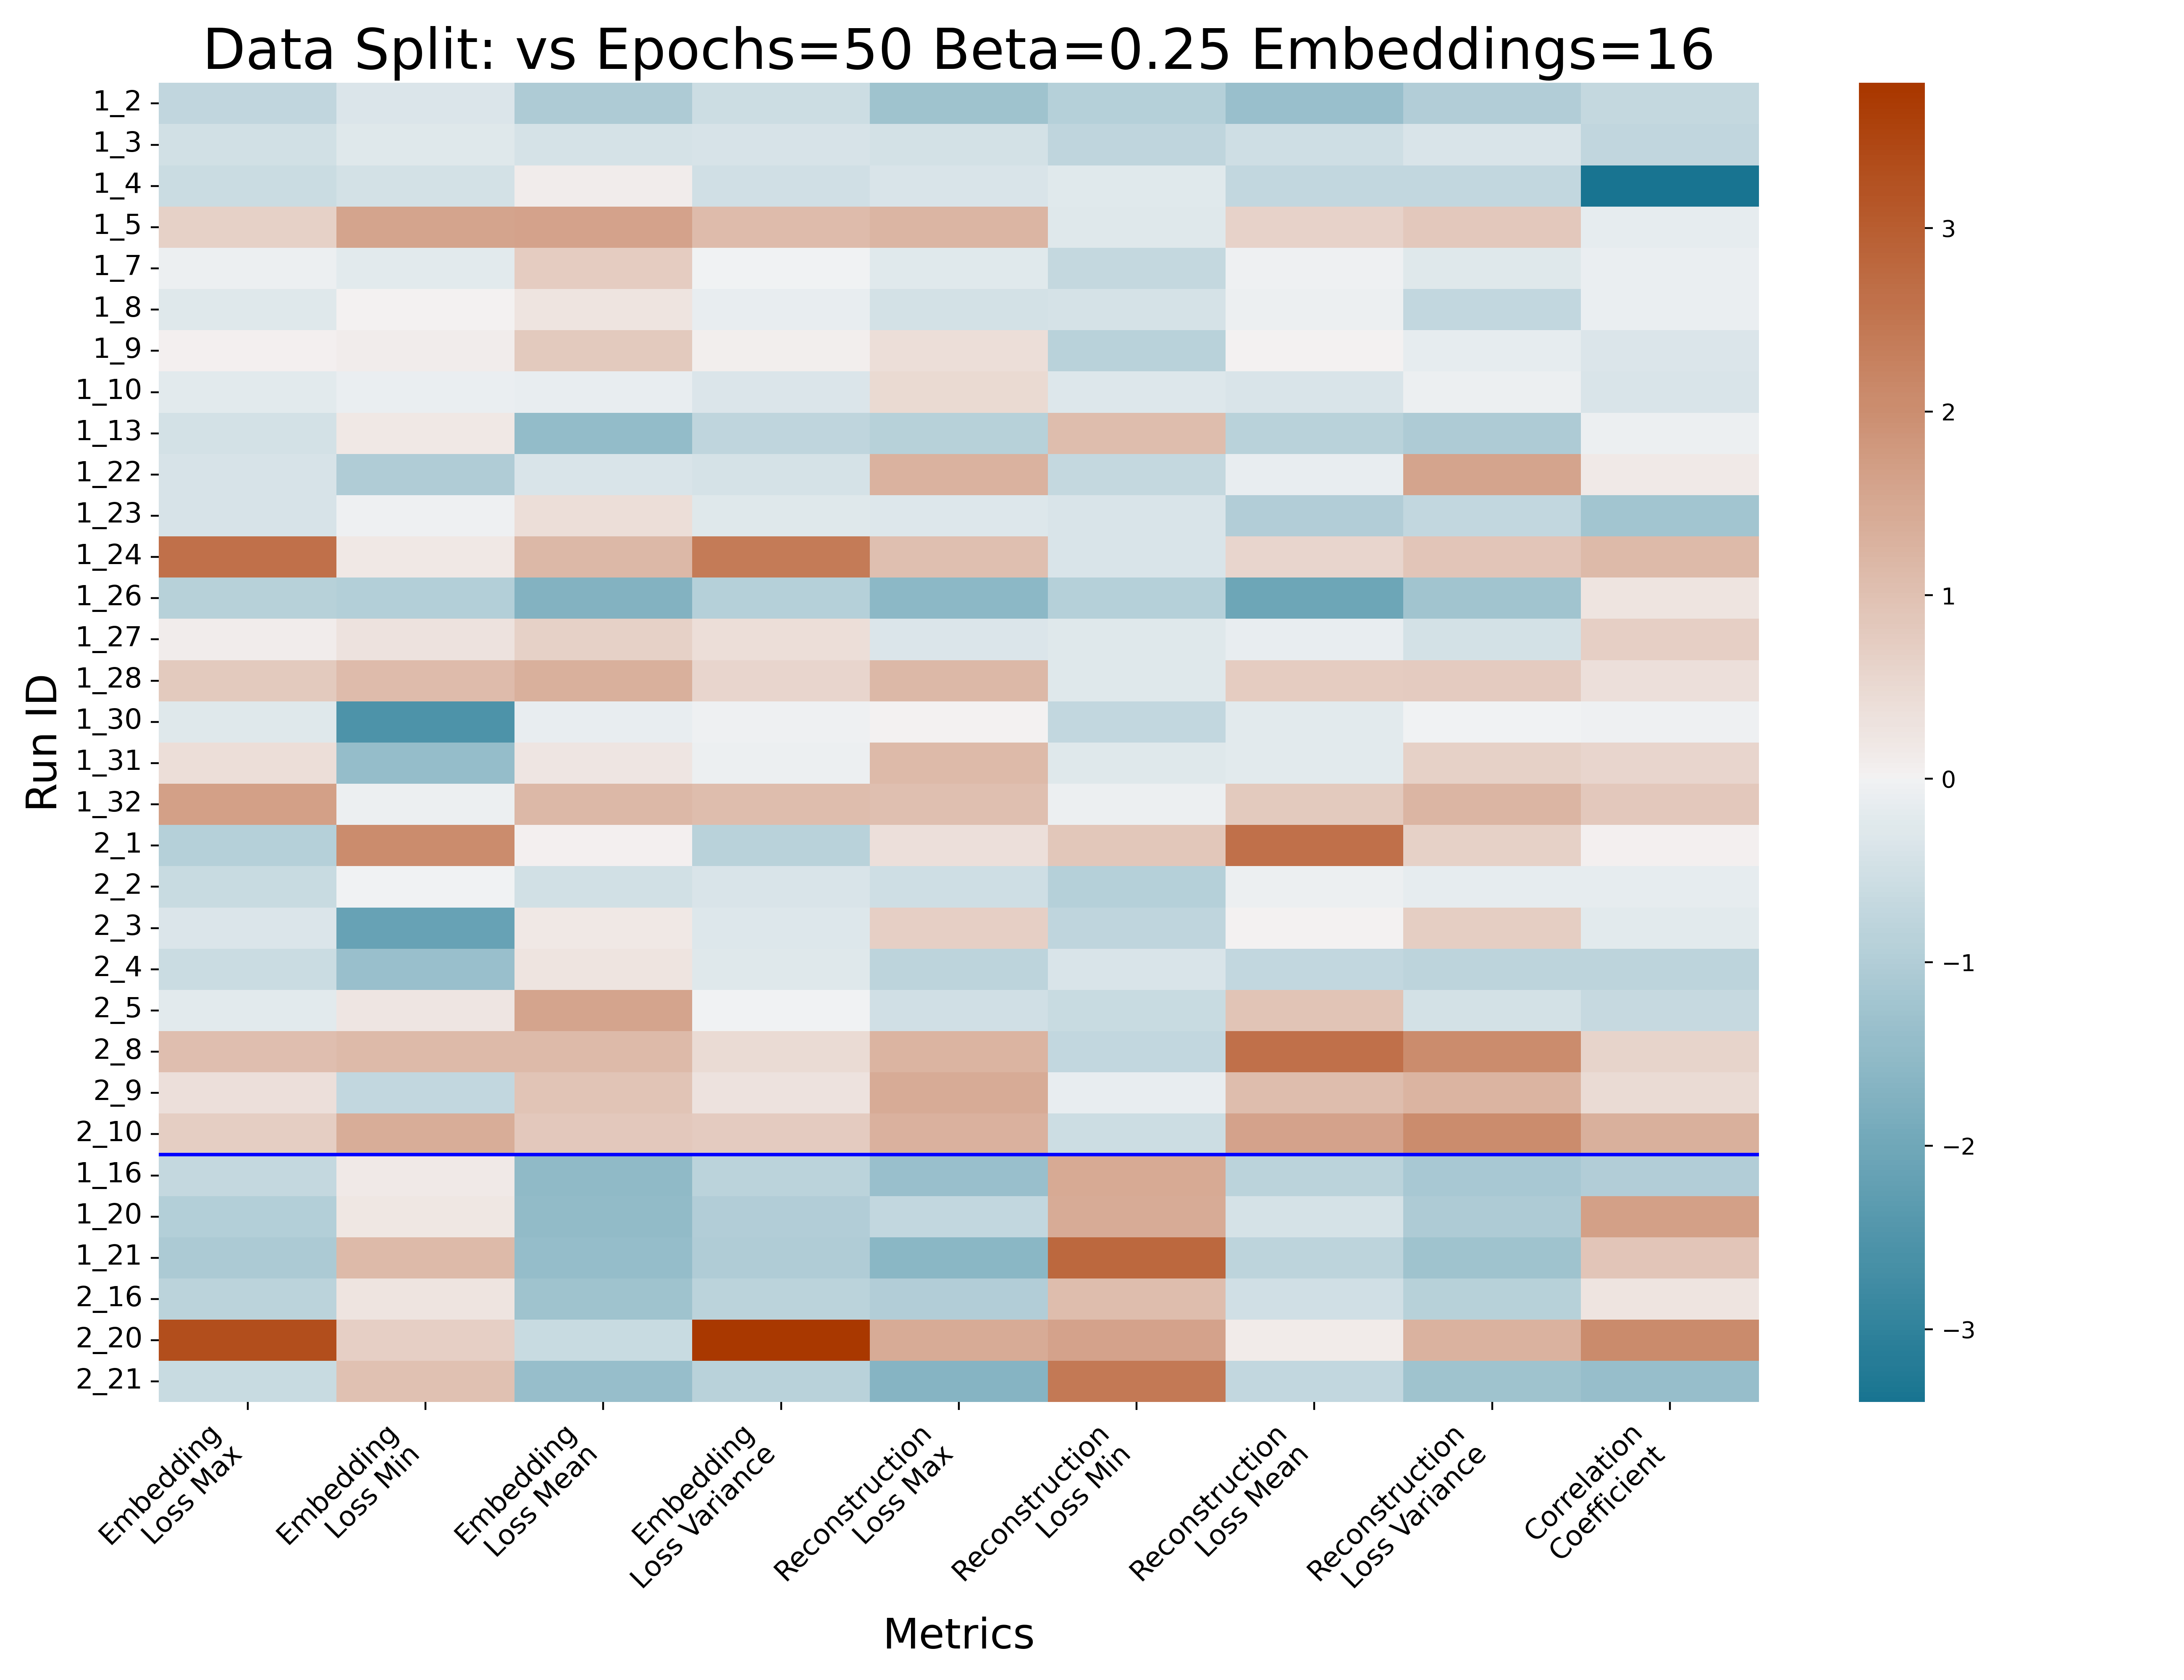 Data Split: vs Epochs=50 Beta=0.25 Embeddings=16
Run ID
1_2
1_3
1_4
1_5
1_7
1_8
1_9
1_10
1_13
1_22
1_23
1_24
1_26
1_27
1_28
1_30
1_31
1_32
2_1
2_2
2_3
2_4
2_5
2_8
2_9
2_10
1_16
1_20
1_21
2_16
2_20
2_21
Embedding
Loss Max
Embedding
Loss Min
Embedding
Loss Mean
Embedding
Loss Variance
Reconstruction
Loss Max
Reconstruction
Loss Min
Reconstruction
Loss Mean
Reconstruction
Loss Variance
Correlation
Coefficient
Metrics
3
2
1
0
−1
−2
−3